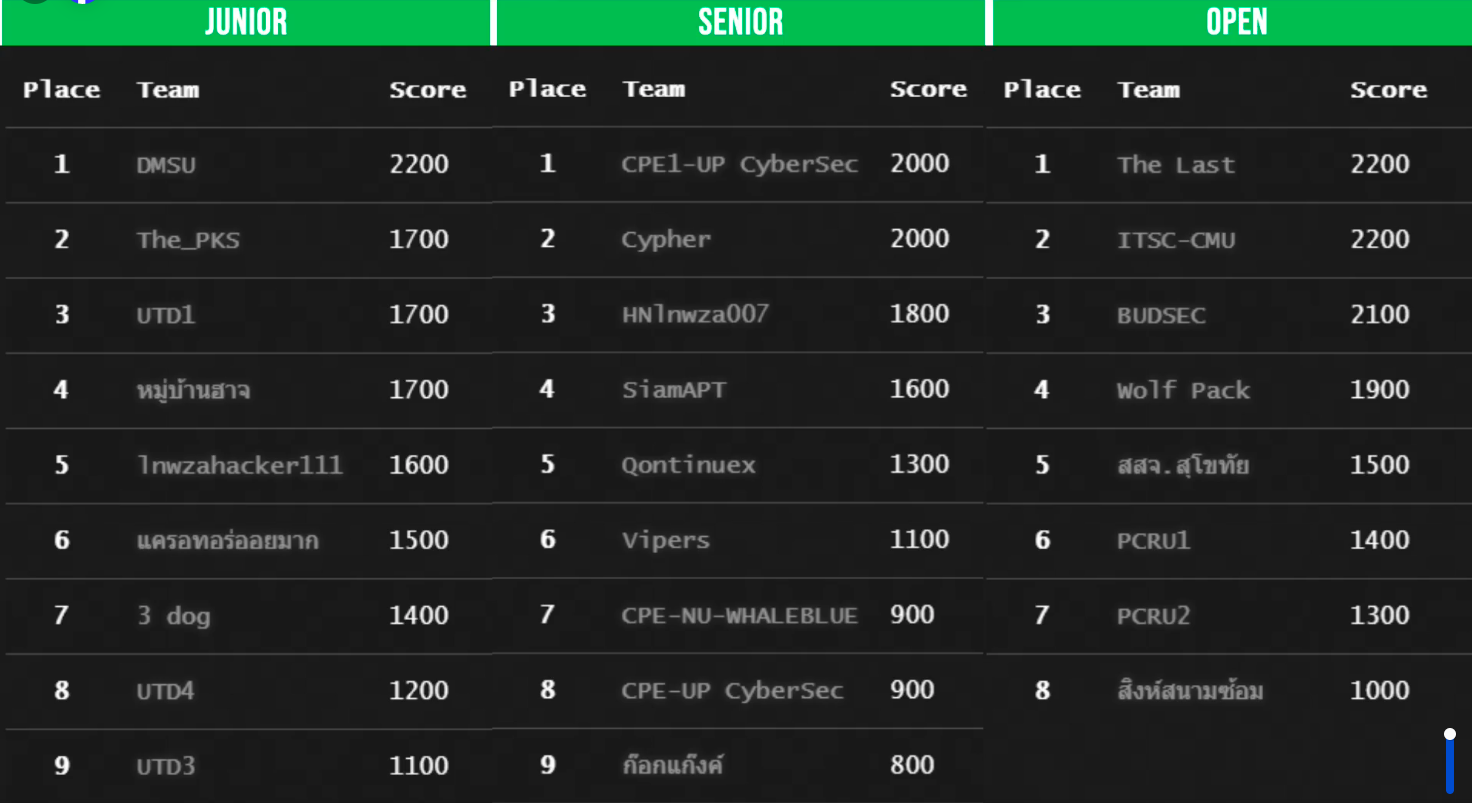 JUNIOR SENIOR OPEN
Place Team Score Place Team Score Place Team Score
1 DMSU 2200 1 CPE1-UP CyberSec 2000 1 The Last 2200
2 The_PKS 1700 2 Cypher 2000 2 ITSC-CMU 2200
3 UTD1 1700 3 HNlnwza007 1800 3 BUDSEC 2100
4 หมู่บ้านฮาจ 1700 4 SiamAPT 1600 4 Wolf Pack 1900
5 lnwzahacker111 1600 5 Qontinuex 1300 5 สสจ.สุโขทัย 1500
6 แครอทอร่ออยมาก 1500 6 Vipers 1100 6 PCRU1 1400
7 3 dog 1400 7 CPE-NU-WHALEBLUE 900 7 PCRU2 1300
8 UTD4 1200 8 CPE-UP CyberSec 900 8 สิงห์สนามซ้อม 1000
9 UTD3 1100 9 ก๊อกแก๊งค์ 800